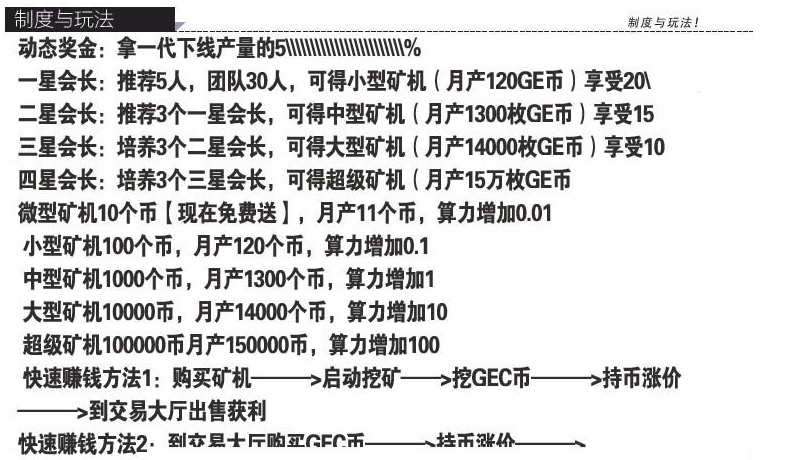 制度与玩法
制度与玩法！
动态奖金：拿一代下线产量的5\\\\\\\\\\\\\\\\\\\\\\\\%
一星会长：推荐5人，团队30人，可得小型矿机（月产120GE币）享受20\
二星会长：推荐3个一星会长，可得中型矿机（月产1300枚GE币）享受15
三星会长：培养3个二星会长，可得大型矿机（月产14000枚GE币）享受10
四星会长：培养3个三星会长，可得超级矿机（月产15万枚GE币
微型矿机10个币【现在免费送】，月产11个币，算力增加0.01
小型矿机100个币，月产120个币，算力增加0.1
中型矿机1000个币，月产1300个币，算力增加1
大型矿机10000币，月产14000个币，算力增加10
超级矿机100000币月产150000币，算力增加100
快速赚钱方法1：购买矿机———>启动挖矿——>挖GEC币———>持币涨价
———>到交易大厅出售获利
快速赚钱方法2：到交易大厅购买GEC币———>持币涨价———>